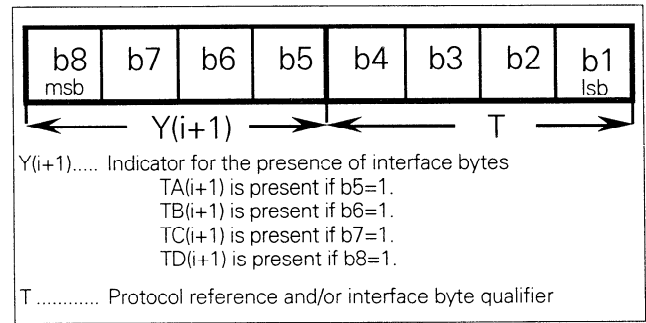 b8 b7 b6 b5 b4 b3 b2 b1
msb lsb
Y(i+1) T
Y(i+1)..... Indicator for the presence of interface bytes
TA(i+1) is present if b5=1.
TB(i+1) is present if b6=1.
TC(i+1) is present if b7=1.
TD(i+1) is present if b8=1.
T ............ Protocol reference and/or interface byte qualifier